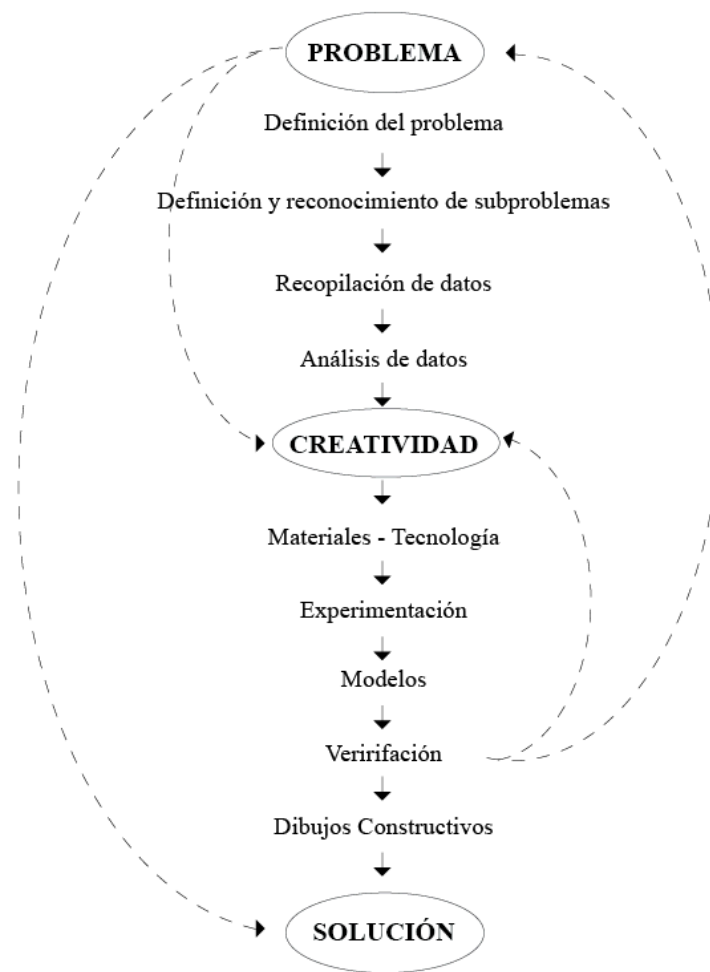 PROBLEMA
Definición del problema
Definición y reconocimiento de subproblemas
Recopilación de datos
Análisis de datos
CREATIVIDAD
Materiales - Tecnología
Experimentación
Modelos
Veririfación
Dibujos Constructivos
SOLUCIÓN